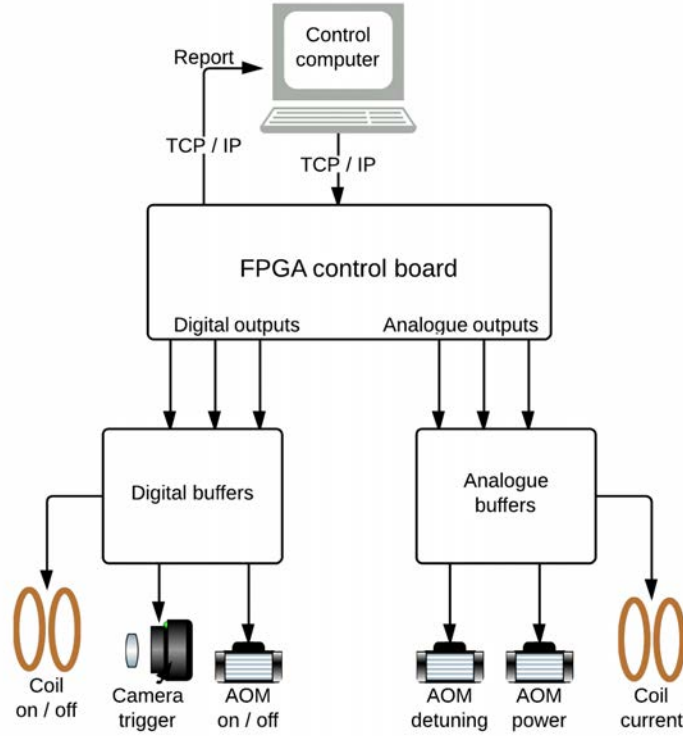 Control
computer
Report
TCP / IP
TCP / IP
FPGA control board
Digital outputs
Analogue outputs
Digital buffers
Analogue
buffers
Coil
on / off
Camera
trigger
AOM
on / off
AOM
detuning
AOM
power
Coil
current